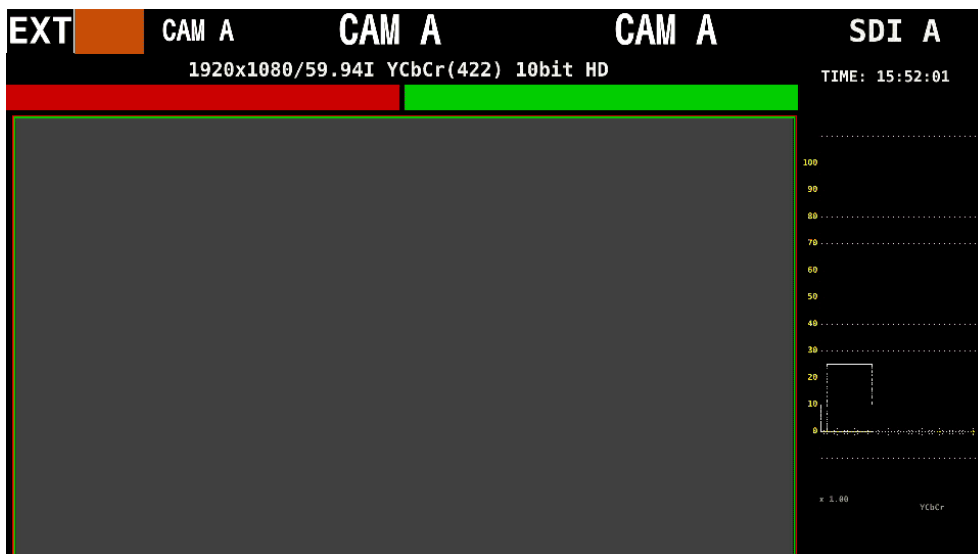 EXT CAM A CAM A CAM A SDI A
1920x1080/59.94I YCbCr(422) 10bit HD
TIME: 15:52:01
100
90
80
70
60
50
40
30
20
10
0
x 1.00
YCbCr